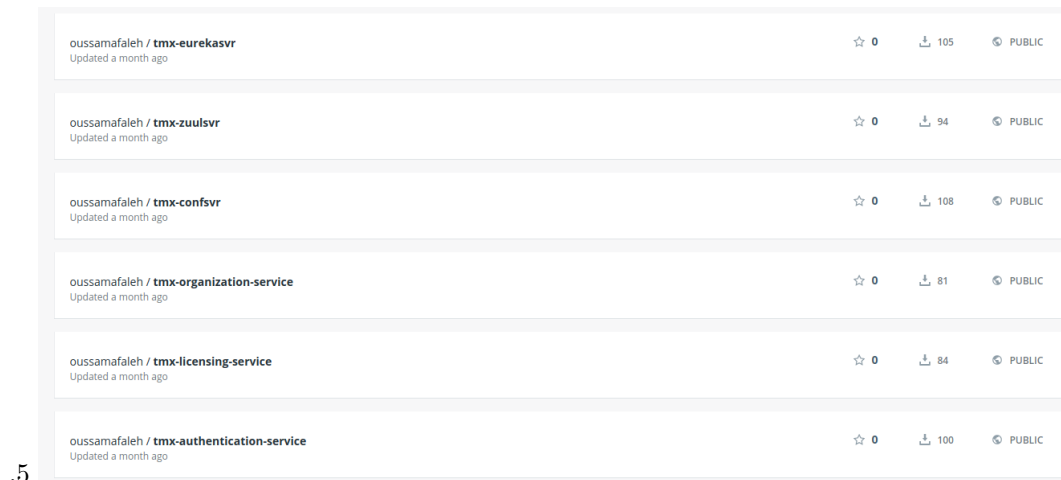 oussamafaleh / tmx-eurekasvr 0 105 PUBLIC
Updated a month ago
oussamafaleh / tmx-zuulsvr 0 94 PUBLIC
Updated a month ago
oussamafaleh / tmx-confsvr 0 108 PUBLIC
Updated a month ago
oussamafaleh / tmx-organization-service 0 81 PUBLIC
Updated a month ago
oussamafaleh / tmx-licensing-service 0 84 PUBLIC
Updated a month ago
oussamafaleh / tmx-authentication-service 0 100 PUBLIC
Updated a month ago
.5